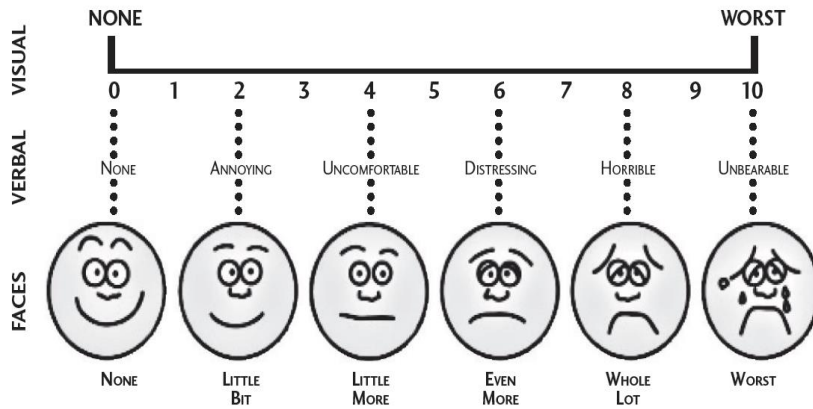 NONE WORST
VISUAL
0 1 2 3 4 5 6 7 8 9 10
VERBAL
NONE ANNOYING UNCOMFORTABLE DISTRESSING HORRIBLE UNBEARABLE
FACES
NONE LITTLE LITTLE EVEN WHOLE WORST
BIT MORE MORE LOT